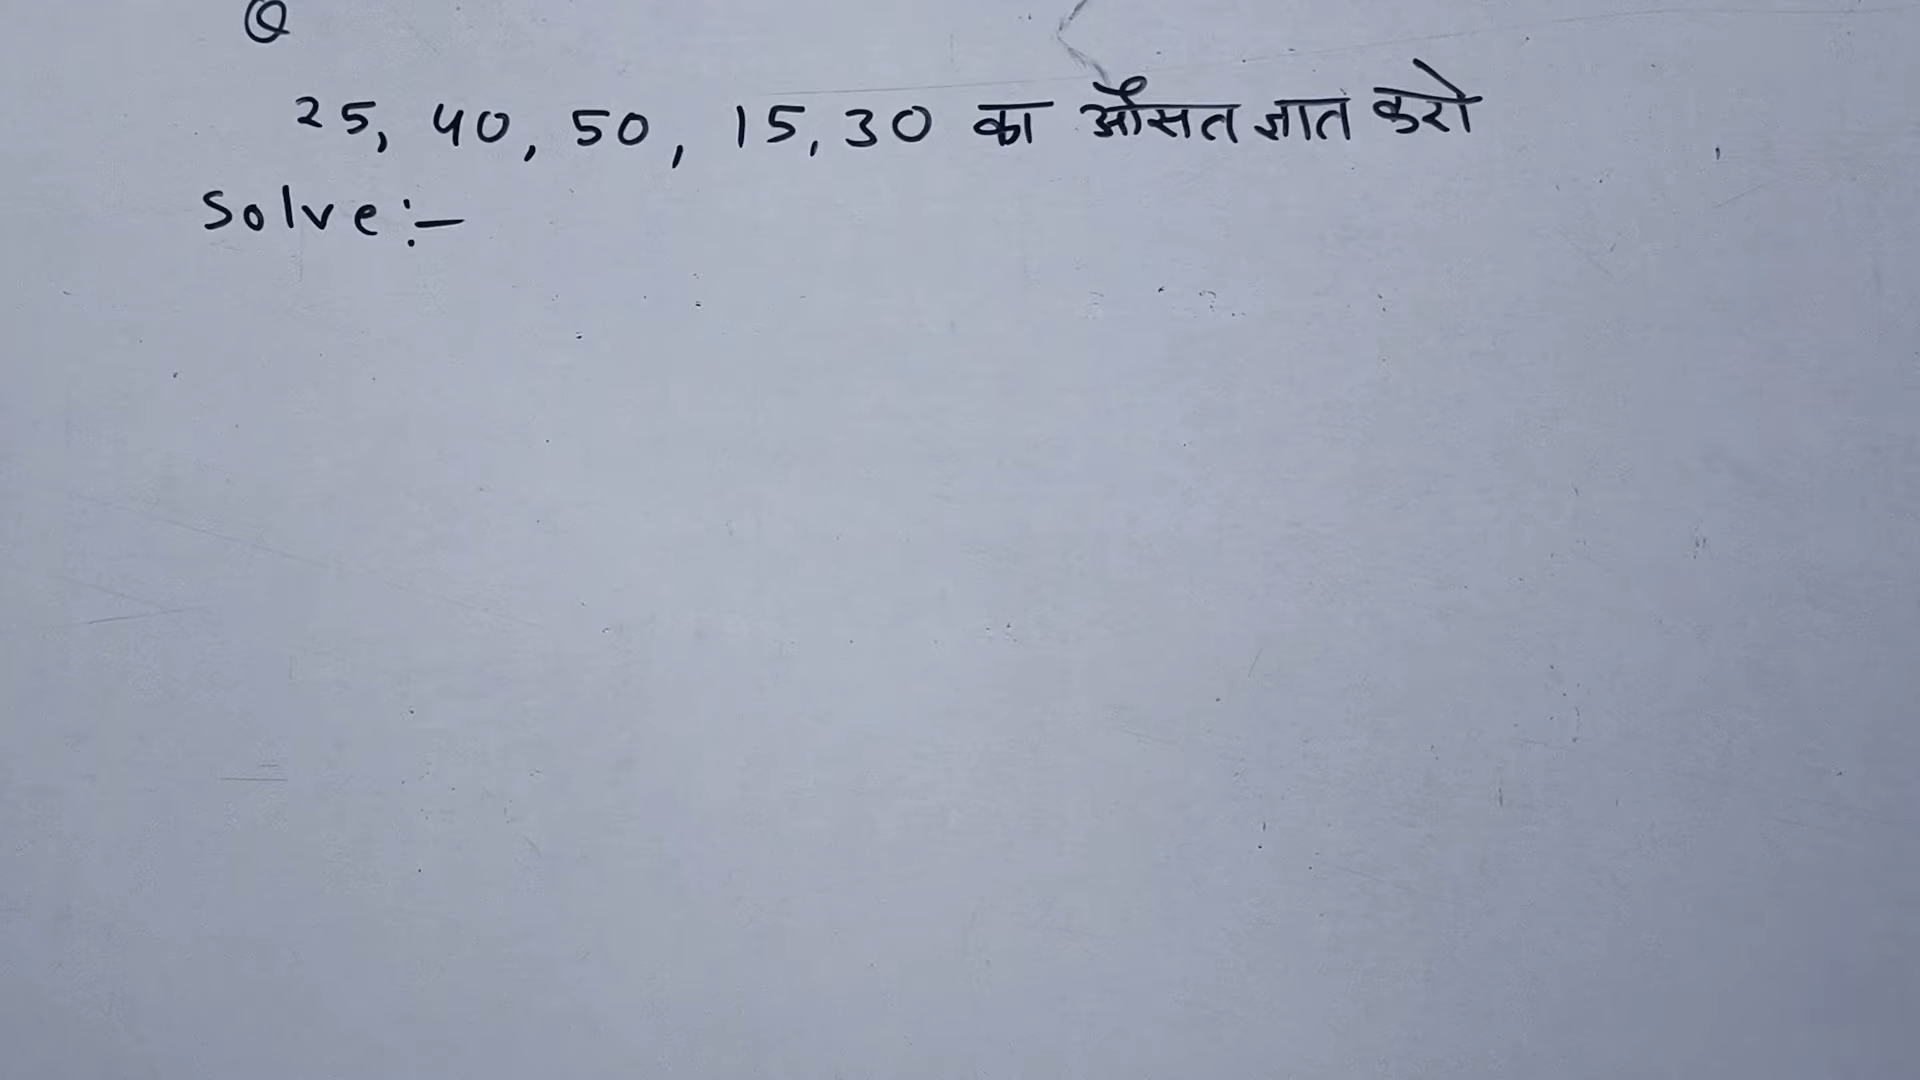 Q
25, 40, 50, 15, 30 का औसत ज्ञात करो
Solve:-